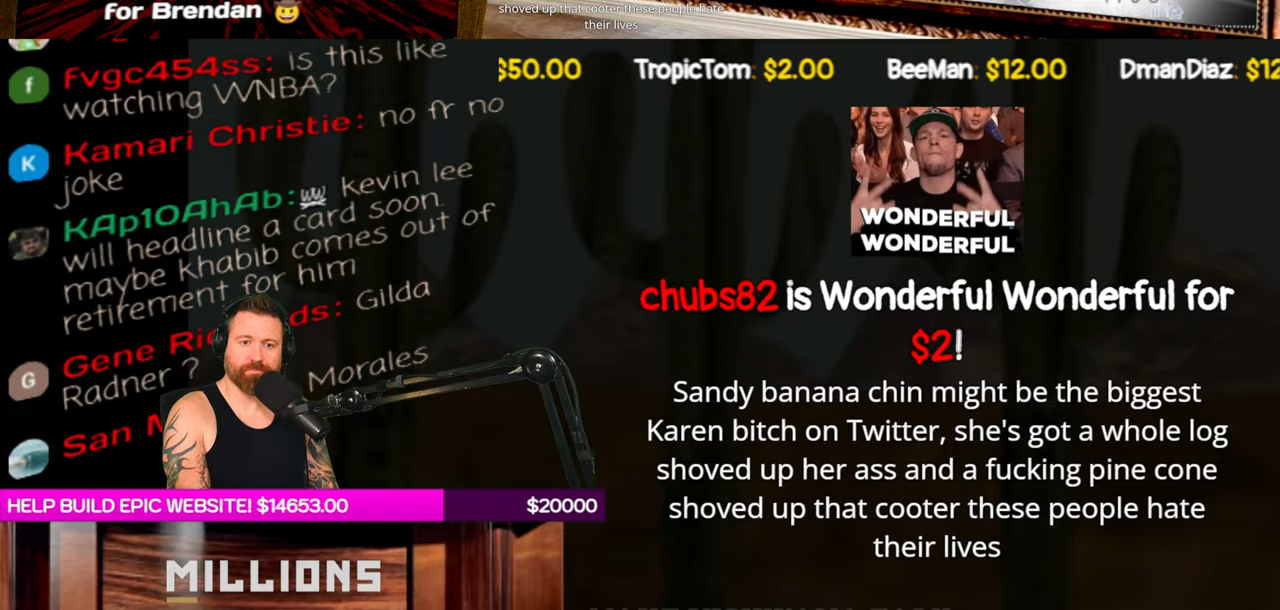 for Brendan 🤠
shoved up that cooter these people hate
their lives
fvgc454ss: is this like
watching WNBA?
Kamari Christie: no fr no
joke
KAp1OAhAb: kevin lee
will headline a card soon.
maybe khabib comes out of
retirement for him
Gene Ric ds: Gilda
Radner ?
San M Morales
HELP BUILD EPIC WEBSITE! $14653.00
$20000
MILLIONS
$50.00 TropicTom: $2.00 BeeMan: $12.00 DmanDiaz: $12
WONDERFUL
WONDERFUL
chubs82 is Wonderful Wonderful for
$2!
Sandy banana chin might be the biggest
Karen bitch on Twitter, she's got a whole log
shoved up her ass and a fucking pine cone
shoved up that cooter these people hate
their lives